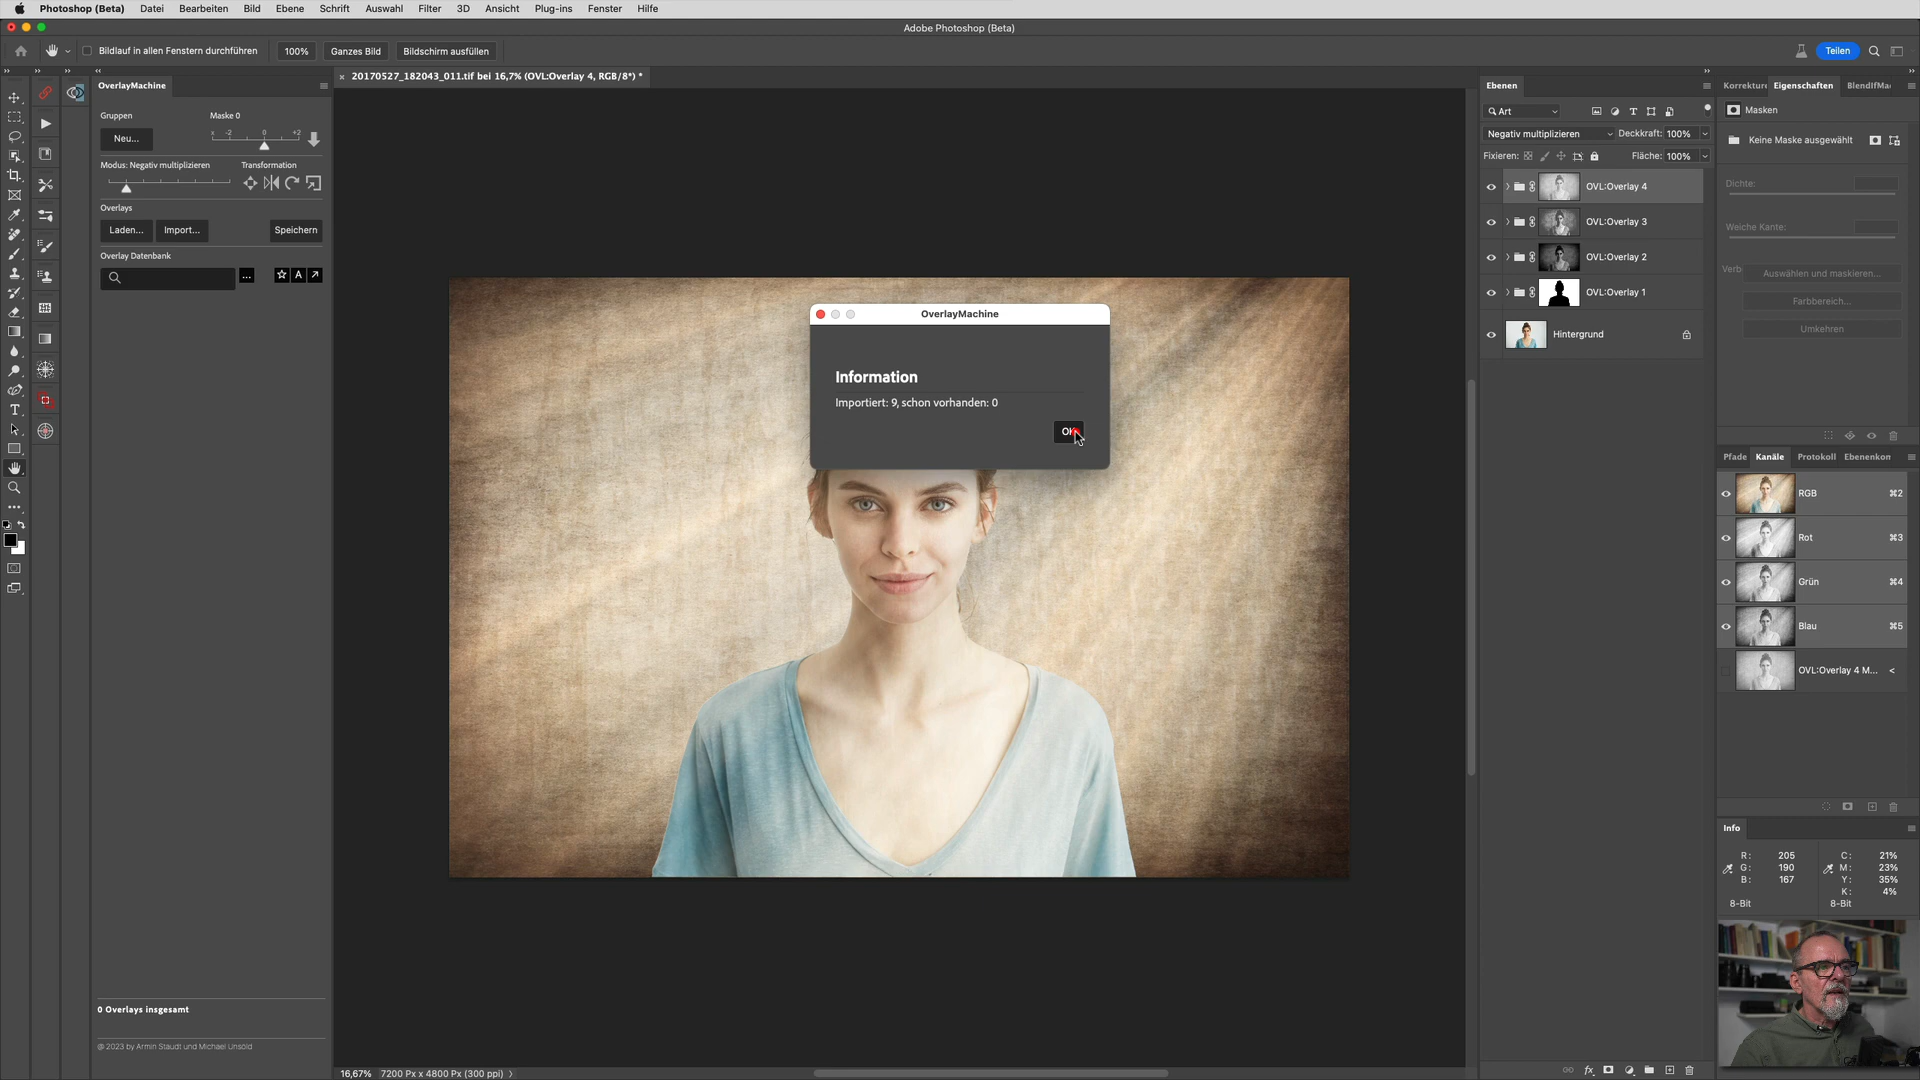 Photoshop (Beta) Datei Bearbeiten Bild Ebene Schrift Auswahl Filter 3D Ansicht Plug-ins Fenster Hilfe
Adobe Photoshop (Beta)
Bildlauf in allen Fenstern durchführen 100% Ganzes Bild Bildschirm ausfüllen Teilen
20170527_182043_011.tif bei 16,7% (OVL:Overlay 4, RGB/8*) *
OverlayMachine
Gruppen Maske 0
Neu...
x -2 0 +2
Modus: Negativ multiplizieren Transformation
Overlays
Laden... Import... Speichern
Overlay Datenbank
... A
0 Overlays insgesamt
@ 2023 by Armin Staudt und Michael Unsöld
OverlayMachine
Information
Importiert: 9, schon vorhanden: 0
16,67% 7200 Px x 4800 Px (300 ppi)
Ebenen
Art
Negativ multiplizieren Deckkraft: 100%
Fixieren: Fläche: 100%
OVL:Overlay 4
OVL:Overlay 3
OVL:Overlay 2
OVL:Overlay 1
Hintergrund
fx
Korrekture Eigenschaften BlendIfMa
Masken
Keine Maske ausgewählt
Dichte:
Weiche Kante:
Verb Auswählen und maskieren...
Farbbereich...
Umkehren
Pfade Kanäle Protokoll Ebenenkon
RGB ⌘2
Rot ⌘3
Grün ⌘4
Blau ⌘5
OVL:Overlay 4 M... <
Info
R: 205 C: 21%
G: 190 M: 23%
B: 167 Y: 35%
K: 4%
8-Bit 8-Bit